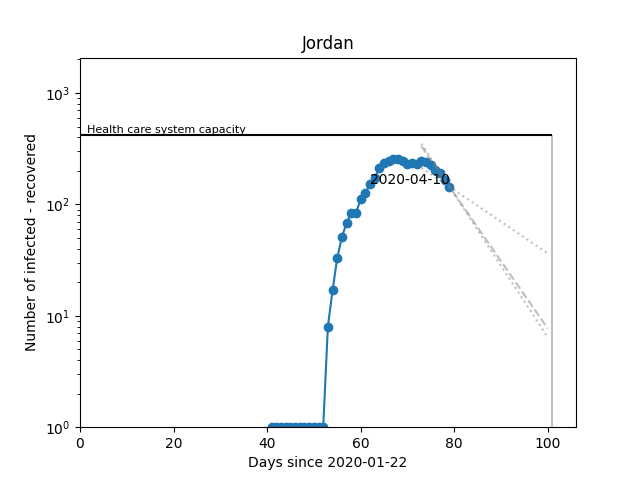 Jordan
Number of infected - recovered
10³
10²
10¹
10⁰
Health care system capacity
2020-04-10
0 20 40 60 80 100
Days since 2020-01-22